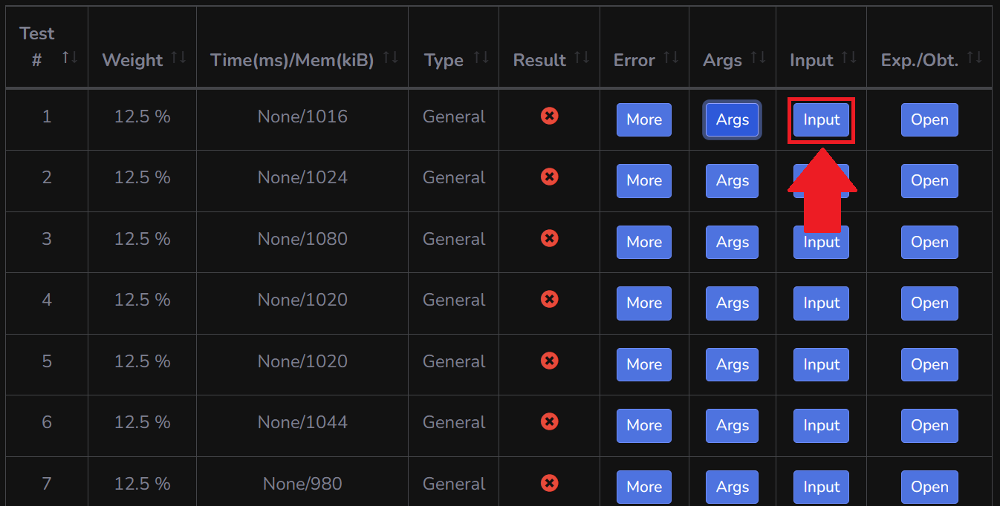 Test
# Weight Time(ms)/Mem(kiB) Type Result Error Args Input Exp./Obt.
1 12.5 % None/1016 General More Args Input Open
2 12.5 % None/1024 General More Args Open
3 12.5 % None/1080 General More Args Input Open
4 12.5 % None/1020 General More Args Input Open
5 12.5 % None/1020 General More Args Input Open
6 12.5 % None/1044 General More Args Input Open
7 12.5 % None/980 General More Args Input Open